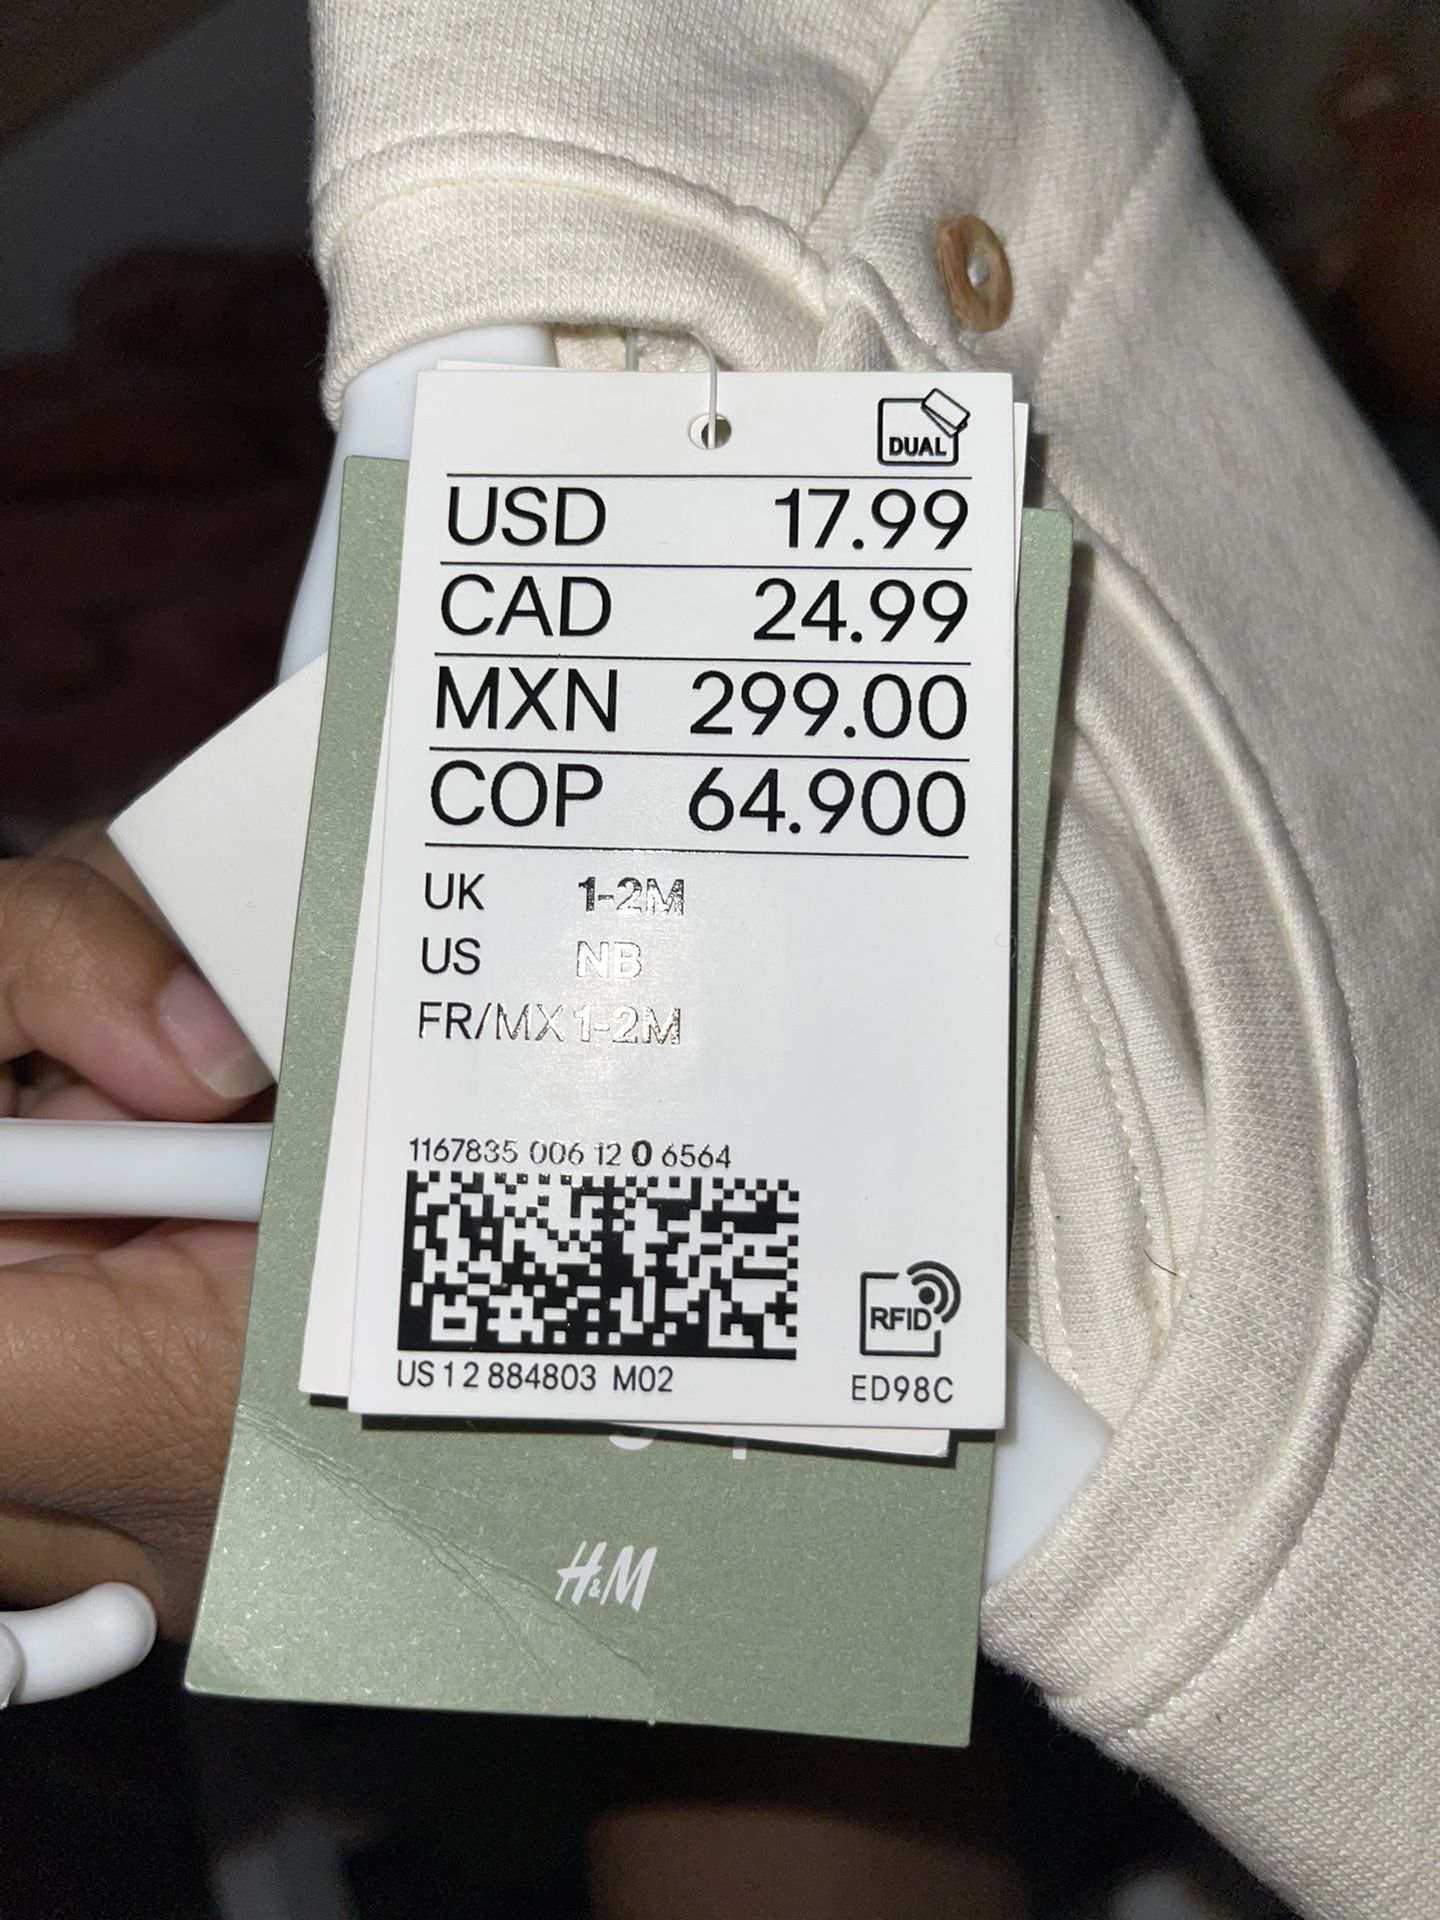 DUAL
USD 17.99
CAD 24.99
MXN 299.00
COP 64.900
UK 1-2M
US NB
FR/MX 1-2M
1167835 006 12 0 6564
RFID
US 1 2 884803 M02
ED98C
H&M